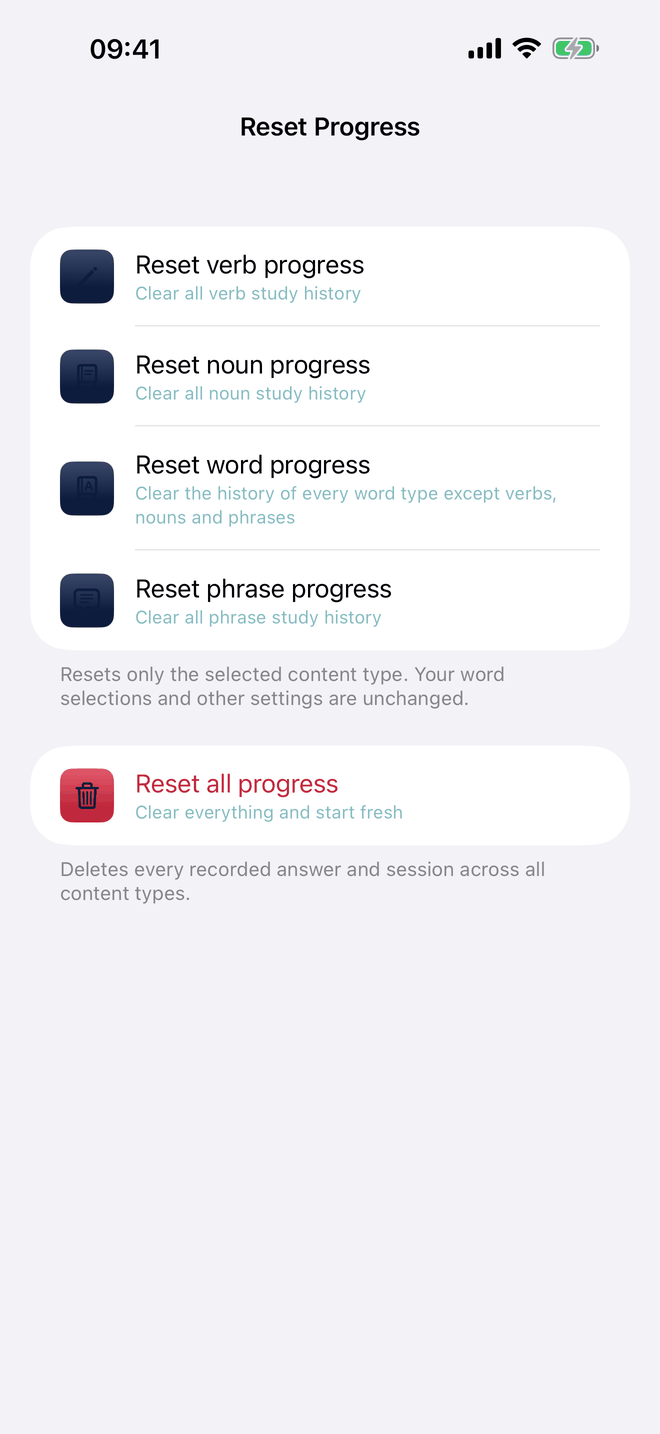 09:41
Reset Progress
Reset verb progress
Clear all verb study history
Reset noun progress
Clear all noun study history
Reset word progress
Clear the history of every word type except verbs,
nouns and phrases
Reset phrase progress
Clear all phrase study history
Resets only the selected content type. Your word
selections and other settings are unchanged.
Reset all progress
Clear everything and start fresh
Deletes every recorded answer and session across all
content types.